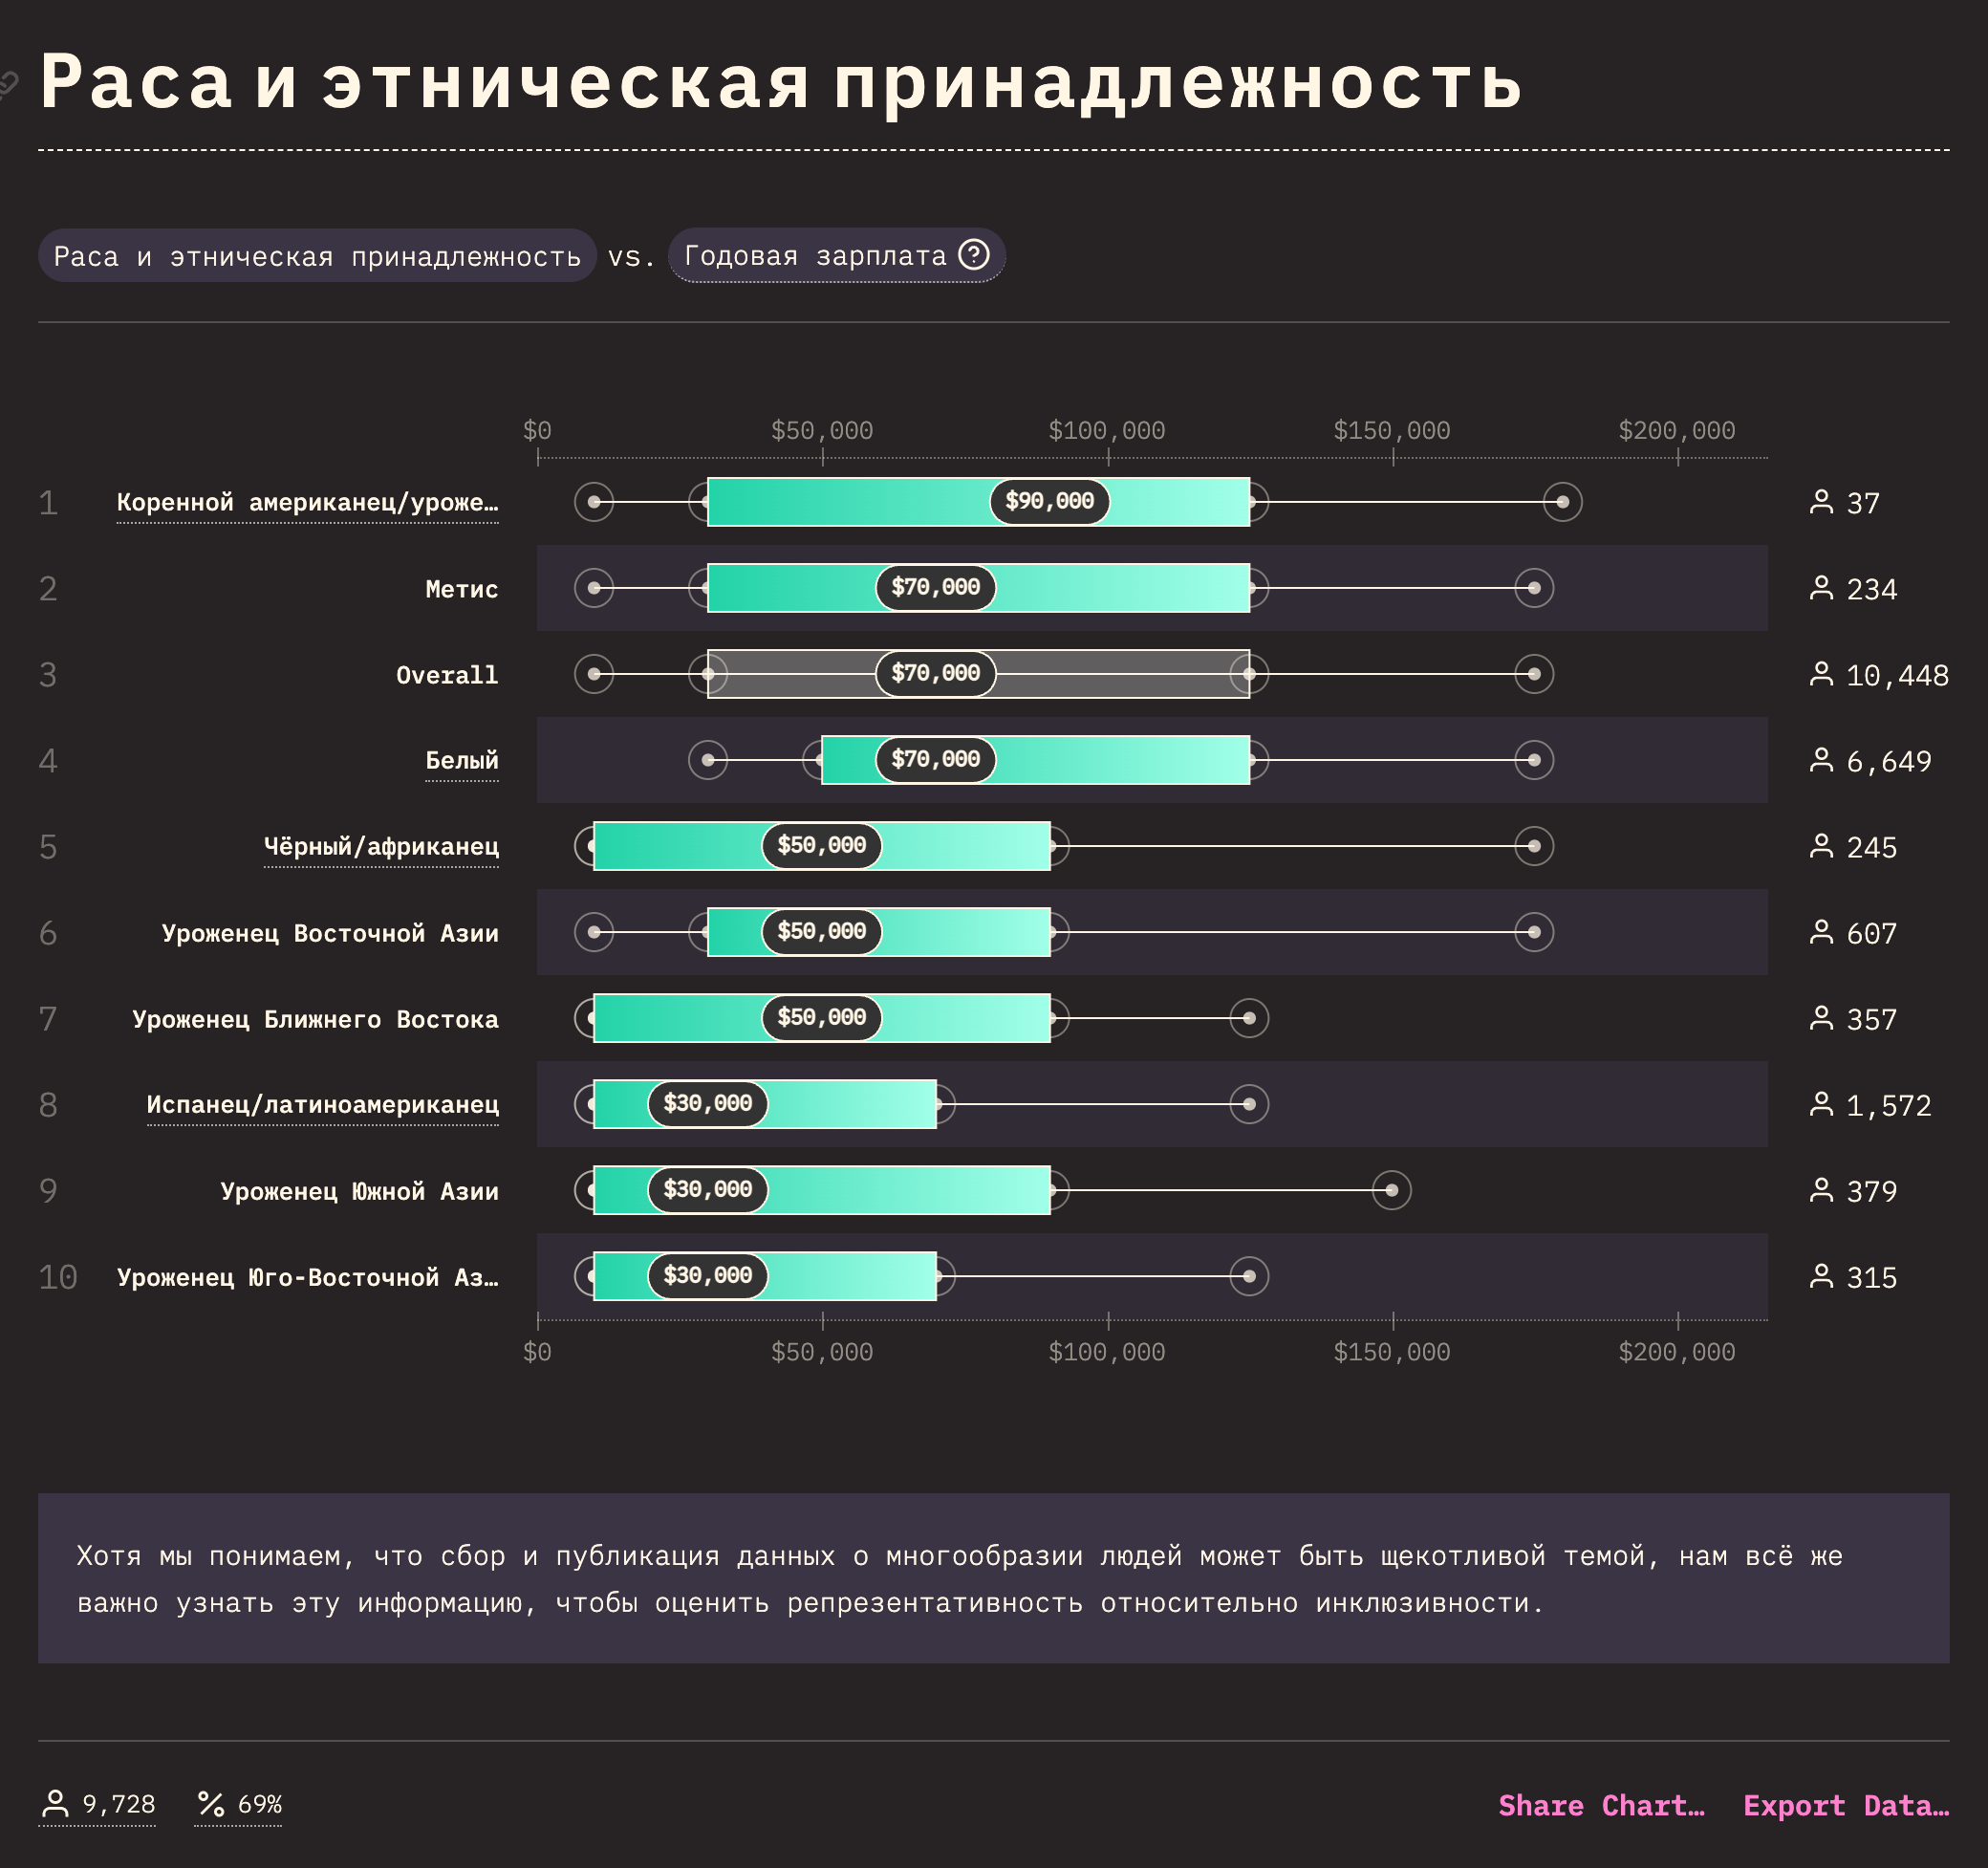 Раса и этническая принадлежность
Раса и этническая принадлежность vs. Годовая зарплата ?
$0 $50,000 $100,000 $150,000 $200,000
1 Коренной американец/уроже… $90,000 37
2 Метис $70,000 234
3 Overall $70,000 10,448
4 Белый $70,000 6,649
5 Чёрный/африканец $50,000 245
6 Уроженец Восточной Азии $50,000 607
7 Уроженец Ближнего Востока $50,000 357
8 Испанец/латиноамериканец $30,000 1,572
9 Уроженец Южной Азии $30,000 379
10 Уроженец Юго-Восточной Аз… $30,000 315
$0 $50,000 $100,000 $150,000 $200,000
Хотя мы понимаем, что сбор и публикация данных о многообразии людей может быть щекотливой темой, нам всё же
важно узнать эту информацию, чтобы оценить репрезентативность относительно инклюзивности.
9,728 % 69% Share Chart… Export Data…